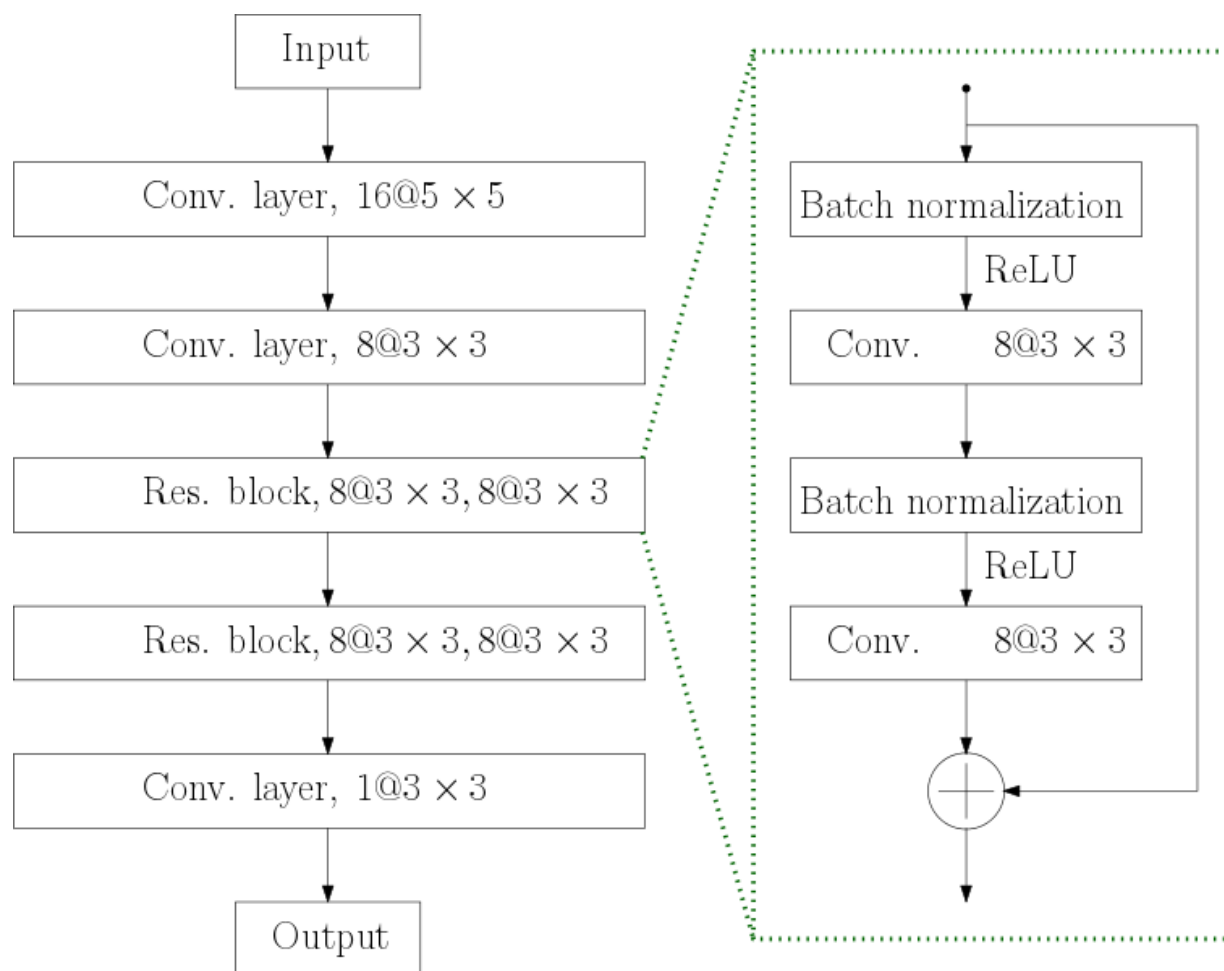 Input
Conv. layer, 16@5 × 5
Conv. layer, 8@3 × 3
Res. block, 8@3 × 3, 8@3 × 3
Res. block, 8@3 × 3, 8@3 × 3
Conv. layer, 1@3 × 3
Output
Batch normalization
ReLU
Conv. 8@3 × 3
Batch normalization
ReLU
Conv. 8@3 × 3